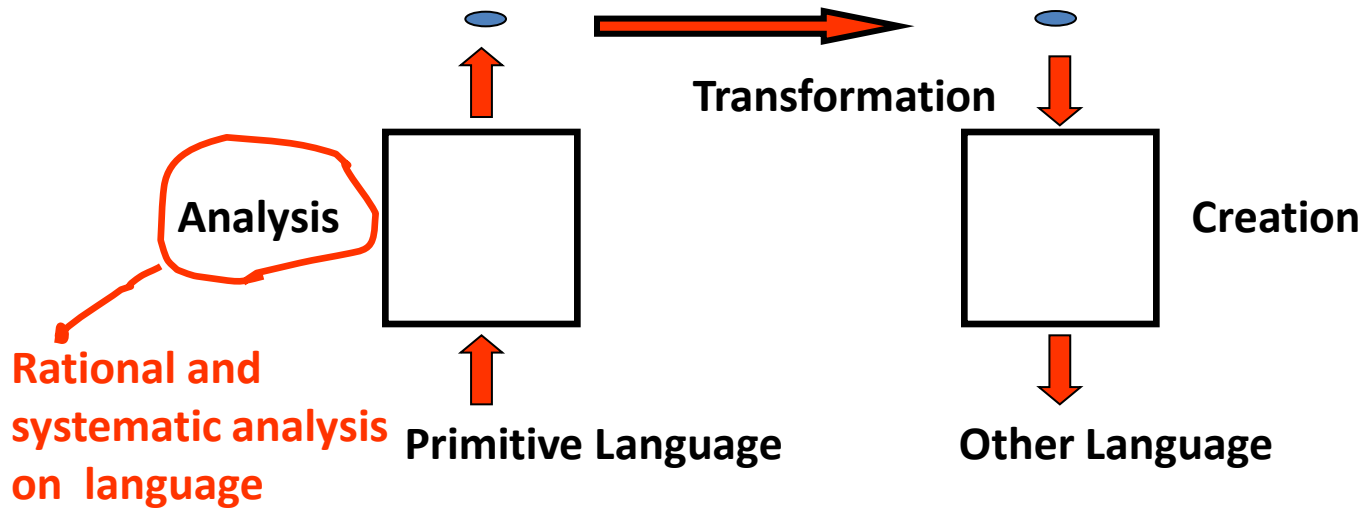 Transformation
Analysis
Creation
Rational and
systematic analysis
on language
Primitive Language
Other Language